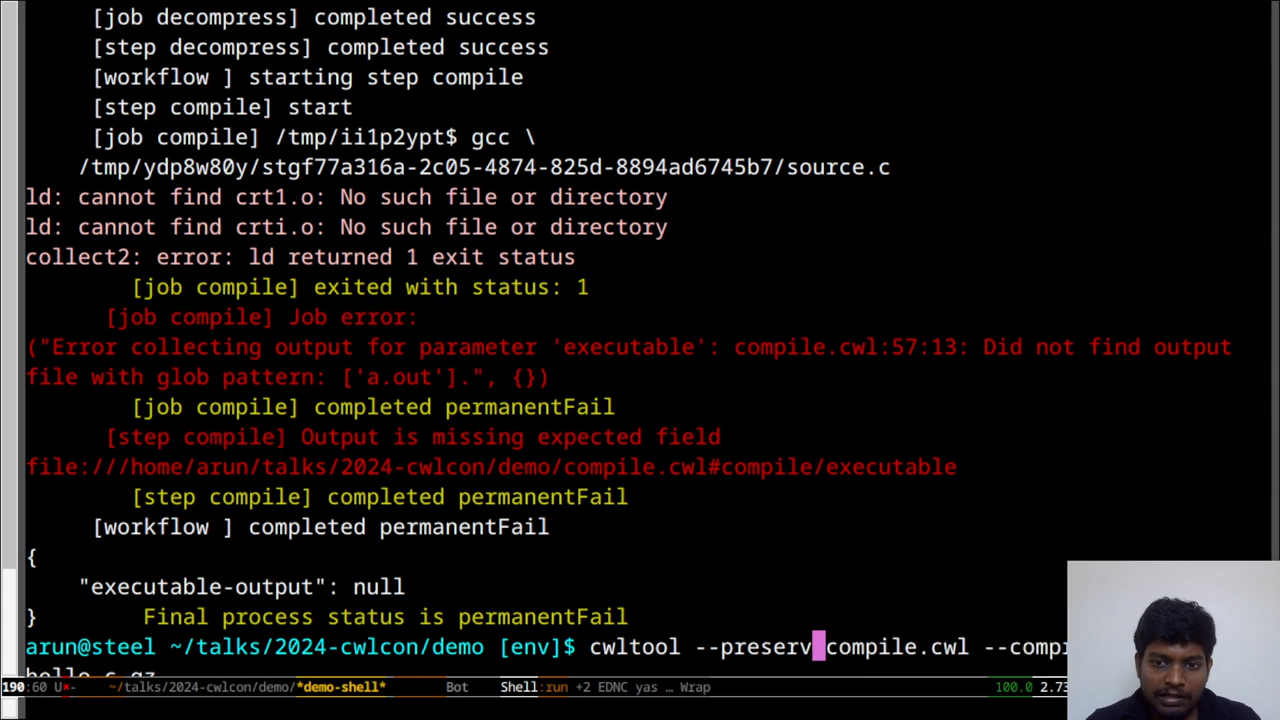 [job decompress] completed success
[step decompress] completed success
[workflow ] starting step compile
[step compile] start
[job compile] /tmp/ii1p2ypt$ gcc \
/tmp/ydp8w80y/stgf77a316a-2c05-4874-825d-8894ad6745b7/source.c
ld: cannot find crt1.o: No such file or directory
ld: cannot find crti.o: No such file or directory
collect2: error: ld returned 1 exit status
[job compile] exited with status: 1
[job compile] Job error:
("Error collecting output for parameter 'executable': compile.cwl:57:13: Did not find output
file with glob pattern: ['a.out'].", {})
[job compile] completed permanentFail
[step compile] Output is missing expected field
file:///home/arun/talks/2024-cwlcon/demo/compile.cwl#compile/executable
[step compile] completed permanentFail
[workflow ] completed permanentFail
{
"executable-output": null
} Final process status is permanentFail
arun@steel ~/talks/2024-cwlcon/demo [env]$ cwltool --preserv compile.cwl --comp
hello.c.gz
190:60 U✖- ~/talks/2024-cwlcon/demo/*demo-shell* Bot Shell:run +2 EDNC yas … Wrap 100.0 2.73